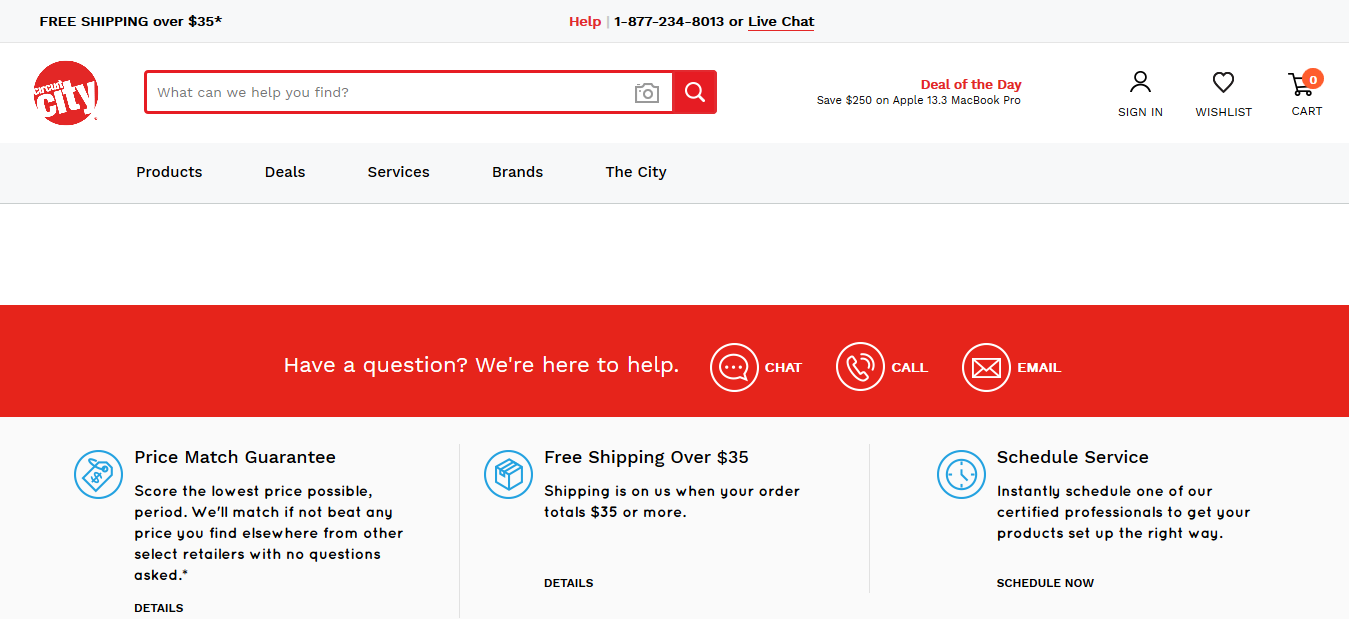 FREE SHIPPING over $35*
Help | 1-877-234-8013 or Live Chat
circuit
city
What can we help you find?
Deal of the Day
Save $250 on Apple 13.3 MacBook Pro
SIGN IN
WISHLIST
0
CART
Products
Deals
Services
Brands
The City
Have a question? We're here to help.
CHAT
CALL
EMAIL
$
Price Match Guarantee
Score the lowest price possible,
period. We'll match if not beat any
price you find elsewhere from other
select retailers with no questions
asked.*
DETAILS
Free Shipping Over $35
Shipping is on us when your order
totals $35 or more.
DETAILS
Schedule Service
Instantly schedule one of our
certified professionals to get your
products set up the right way.
SCHEDULE NOW